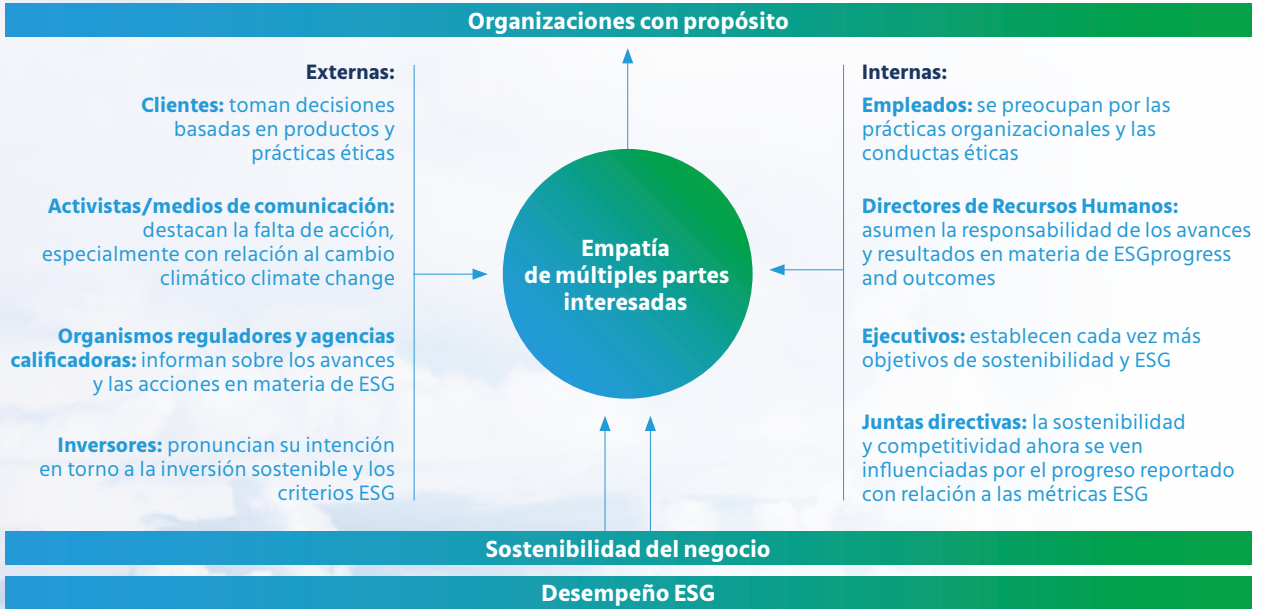 Organizaciones con propósito
Externas:
Clientes: toman decisiones
basadas en productos y
prácticas éticas
Activistas/medios de comunicación:
destacan la falta de acción,
especialmente con relación al cambio
climático climate change
Organismos reguladores y agencias
calificadoras: informan sobre los avances
y las acciones en materia de ESG
Inversores: pronuncian su intención
en torno a la inversión sostenible y los
criterios ESG
Empatía
de múltiples partes
interesadas
Internas:
Empleados: se preocupan por las
prácticas organizacionales y las
conductas éticas
Directores de Recursos Humanos:
asumen la responsabilidad de los avances
y resultados en materia de ESGprogress
and outcomes
Ejecutivos: establecen cada vez más
objetivos de sostenibilidad y ESG
Juntas directivas: la sostenibilidad
y competitividad ahora se ven
influenciadas por el progreso reportado
con relación a las métricas ESG
Sostenibilidad del negocio
Desempeño ESG